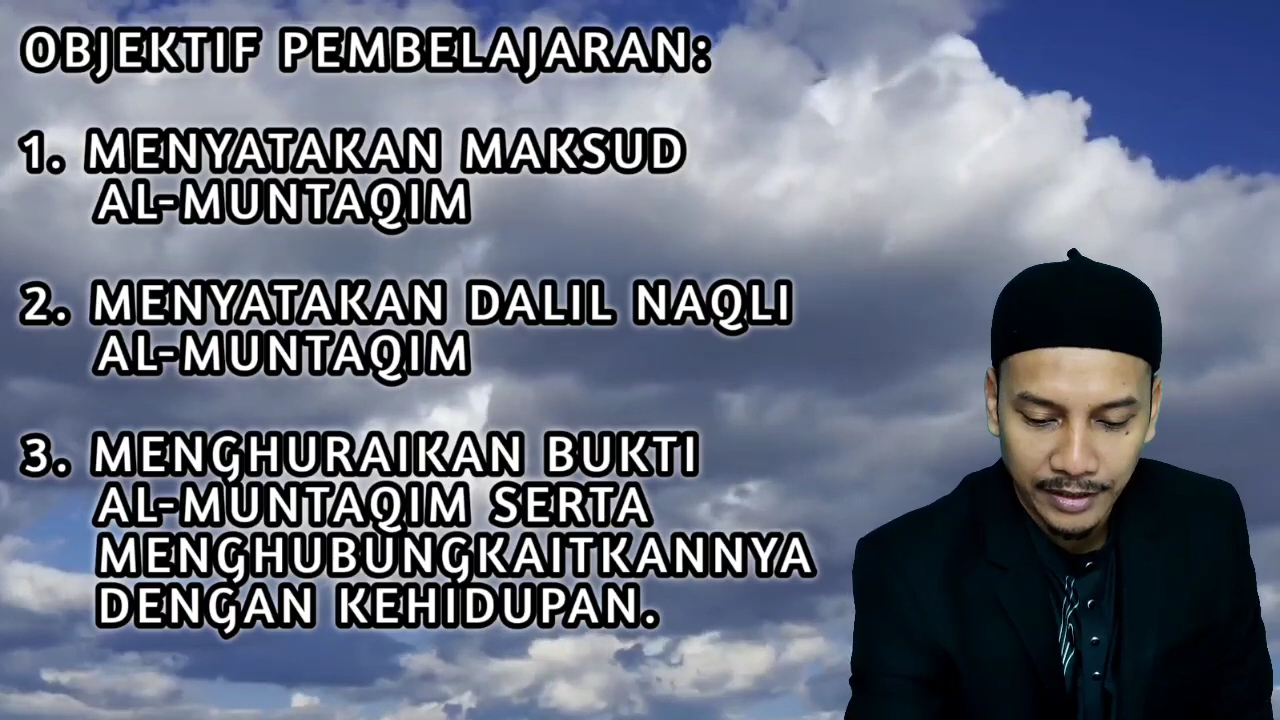 OBJEKTIF PEMBELAJARAN:
1. MENYATAKAN MAKSUD
AL-MUNTAQIM
2. MENYATAKAN DALIL NAQLI
AL-MUNTAQIM
3. MENGHURAIKAN BUKTI
AL-MUNTAQIM SERTA
MENGHUBUNGKAITKANNYA
DENGAN KEHIDUPAN.